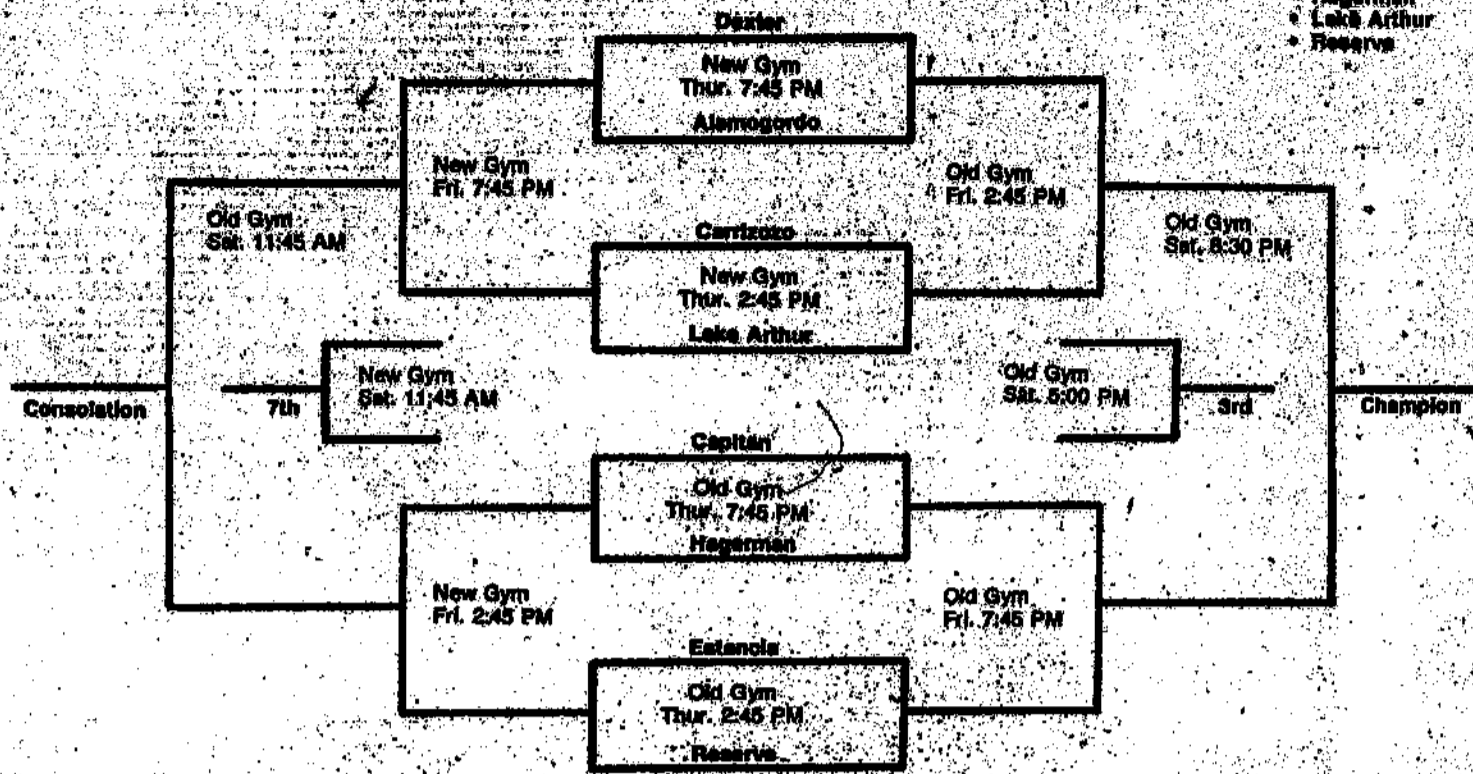 Lake Arthur
Reserve
Dexter
New Gym
Thur. 7:45 PM
Alamogordo
New Gym
Fri. 7:45 PM
Old Gym
Fri. 2:45 PM
Old Gym
Sat. 11:45 AM
Old Gym
Sat. 6:30 PM
Carrizozo
New Gym
Thur. 2:45 PM
Lake Arthur
New Gym
Sat. 11:45 AM
Old Gym
Sat. 5:00 PM
Consolation
7th
3rd
Champion
Capitan
Old Gym
Thur. 7:45 PM
Hagerman
New Gym
Fri. 2:45 PM
Old Gym
Fri. 7:45 PM
Estancia
Old Gym
Thur. 2:45 PM
Reserve